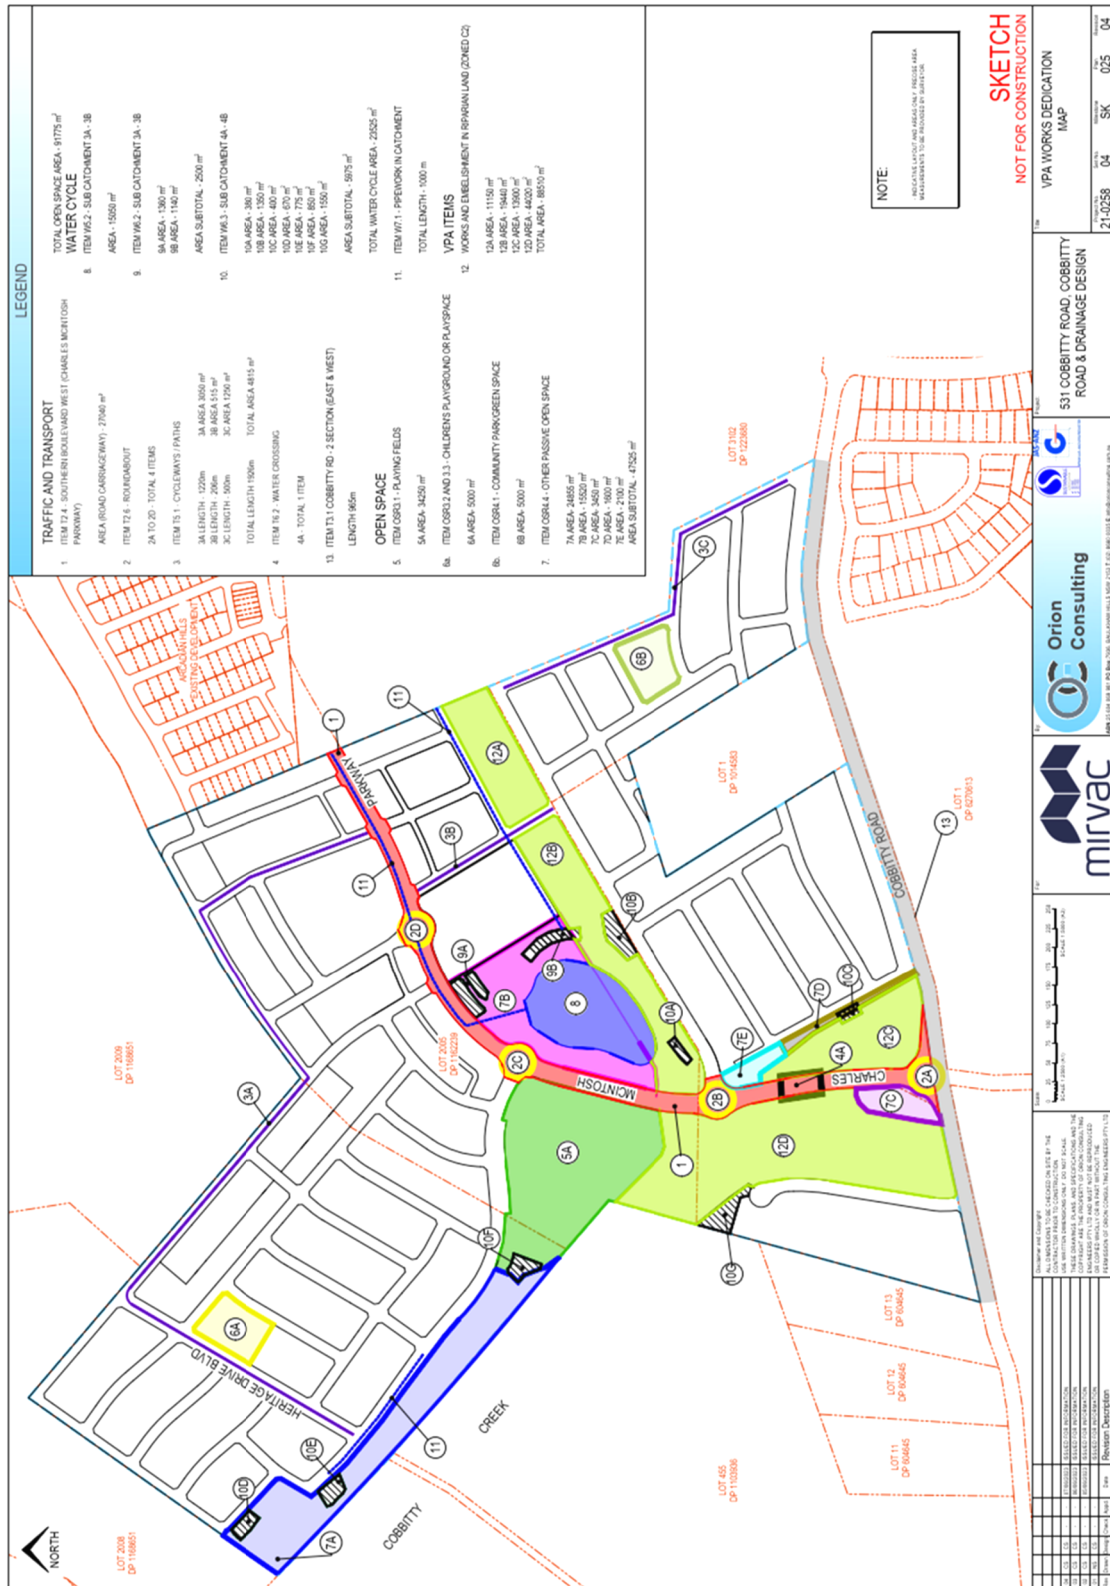 LEGEND
TRAFFIC AND TRANSPORT
1 ITEM T2.4 - SOUTHERN BOULEVARD WEST (CHARLES MCINTOSH
PARKWAY)
AREA (ROAD CARRIAGEWAY) - 27040 m²
2 ITEM T2.6 - ROUNDABOUT
2A TO 2D - TOTAL 4 ITEMS
3 ITEM T5.1 - CYCLEWAYS / PATHS
3A LENGTH - 1220m 3A AREA 3050 m²
3B LENGTH - 206m 3B AREA 515 m²
3C LENGTH - 500m 3C AREA 1250 m²
TOTAL LENGTH 1926m TOTAL AREA 4815 m²
4 ITEM T6.2 - WATER CROSSING
4A - TOTAL 1 ITEM
13. ITEM T3.1 COBBITTY RD - 2 SECTION (EAST & WEST)
LENGTH 965m
OPEN SPACE
5. ITEM OSR3.1 - PLAYING FIELDS
5A AREA- 34250 m²
6a. ITEM OSR3.2 AND 3.3 - CHILDREN'S PLAYGROUND OR PLAYSPACE
6A AREA- 5000 m²
6b. ITEM OSR4.1 - COMMUNITY PARK/GREEN SPACE
6B AREA- 5000 m²
7. ITEM OSR4.4 - OTHER PASSIVE OPEN SPACE
7A AREA- 24855 m²
7B AREA - 15520 m²
7C AREA- 3450 m²
7D AREA - 1600 m²
7E AREA - 2100 m²
AREA SUBTOTAL - 47525 m²
TOTAL OPEN SPACE AREA - 91775 m²
WATER CYCLE
8. ITEM W5.2 - SUB CATCHMENT 3A - 3B
AREA - 15050 m²
9. ITEM W6.2 - SUB CATCHMENT 3A - 3B
9A AREA - 1360 m²
9B AREA - 1140 m²
AREA SUBTOTAL - 2500 m²
10. ITEM W6.3 - SUB CATCHMENT 4A - 4B
10A AREA - 380 m²
10B AREA - 1350 m²
10C AREA - 400 m²
10D AREA - 670 m²
10E AREA - 775 m²
10F AREA - 850 m²
10G AREA - 1550 m²
AREA SUBTOTAL - 5975 m²
TOTAL WATER CYCLE AREA - 23525 m²
11. ITEM W7.1 - PIPEWORK IN CATCHMENT
TOTAL LENGTH - 1000 m
VPA ITEMS
12. WORKS AND EMBELISHMENT IN RIPARIAN LAND (ZONED C2)
12A AREA - 11150 m²
12B AREA - 19440 m²
12C AREA - 13900 m²
12D AREA - 44020 m²
TOTAL AREA - 88510 m²
NOTE:
SKETCH
NOT FOR CONSTRUCTION
NORTH
LOT 2008
DP 1168651
LOT 2009
DP 1168651
LOT 2005
DP 1162239
ARCADIAN HILLS
EXISTING DEVELOPMENT
LOT 3102
DP 1223680
LOT 1
DP 1014583
LOT 1
DP 6270613
LOT 13
DP 604645
LOT 12
DP 604645
LOT 11
DP 604645
LOT 455
DP 1103936
HERITAGE DRIVE BLVD
COBBITTY
CREEK
CHARLES
MCINTOSH
PARKWAY
COBBITTY ROAD
7A
10D
10E
11
6A
3A
10F
5A
2C
2D
11
1
11
3B
9A
7B
9B
8
12A
12B
10B
10A
6B
3C
1
2B
7E
7D
10C
4A
12C
2A
7C
12D
10G
13
mirvac
Orion
Consulting
531 COBBITTY ROAD, COBBITTY
ROAD & DRAINAGE DESIGN
VPA WORKS DEDICATION
MAP
21-0258 04 SK 025 04
Revision Description